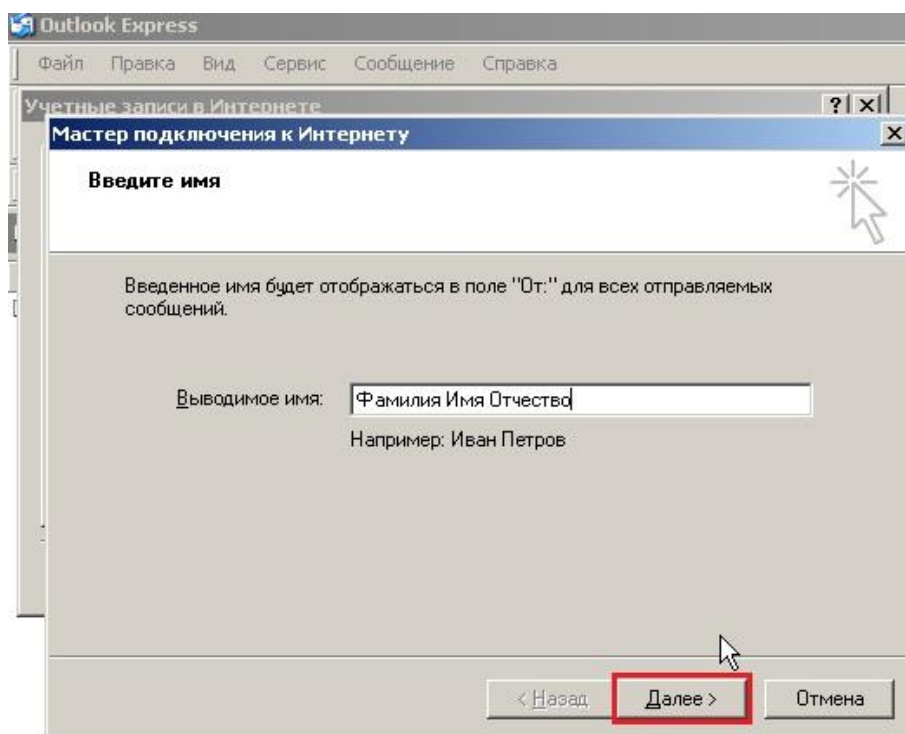 Outlook Express
Файл Правка Вид Сервис Сообщение Справка
Учетные записи в Интернете
Мастер подключения к Интернету
Введите имя
Введенное имя будет отображаться в поле "От:" для всех отправляемых
сообщений.
Выводимое имя: Фамилия Имя Отчество
Например: Иван Петров
< Назад Далее > Отмена